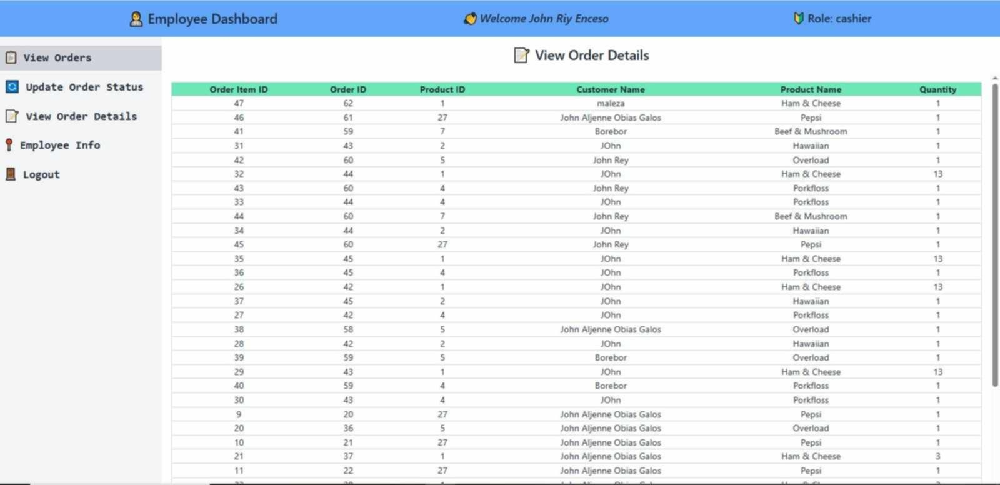 Employee Dashboard
Welcome John Riy Enceso
Role: cashier
View Orders
Update Order Status
View Order Details
Employee Info
Logout
View Order Details
Order Item ID Order ID Product ID Customer Name Product Name Quantity
47 62 1 maleza Ham & Cheese 1
46 61 27 John Aljenne Obias Galos Pepsi 1
41 59 7 Borebor Beef & Mushroom 1
31 43 2 JOhn Hawaiian 1
42 60 5 John Rey Overload 1
32 44 1 JOhn Ham & Cheese 13
43 60 4 John Rey Porkfloss 1
33 44 4 JOhn Porkfloss 1
44 60 7 John Rey Beef & Mushroom 1
34 44 2 JOhn Hawaiian 1
45 60 27 John Rey Pepsi 1
35 45 1 JOhn Ham & Cheese 13
36 45 4 JOhn Porkfloss 1
26 42 1 JOhn Ham & Cheese 13
37 45 2 JOhn Hawaiian 1
27 42 4 JOhn Porkfloss 1
38 58 5 John Aljenne Obias Galos Overload 1
28 42 2 JOhn Hawaiian 1
39 59 5 Borebor Overload 1
29 43 1 JOhn Ham & Cheese 13
40 59 4 Borebor Porkfloss 1
30 43 4 JOhn Porkfloss 1
9 20 27 John Aljenne Obias Galos Pepsi 1
20 36 5 John Aljenne Obias Galos Overload 1
10 21 27 John Aljenne Obias Galos Pepsi 1
21 37 1 John Aljenne Obias Galos Ham & Cheese 3
11 22 27 John Aljenne Obias Galos Pepsi 1